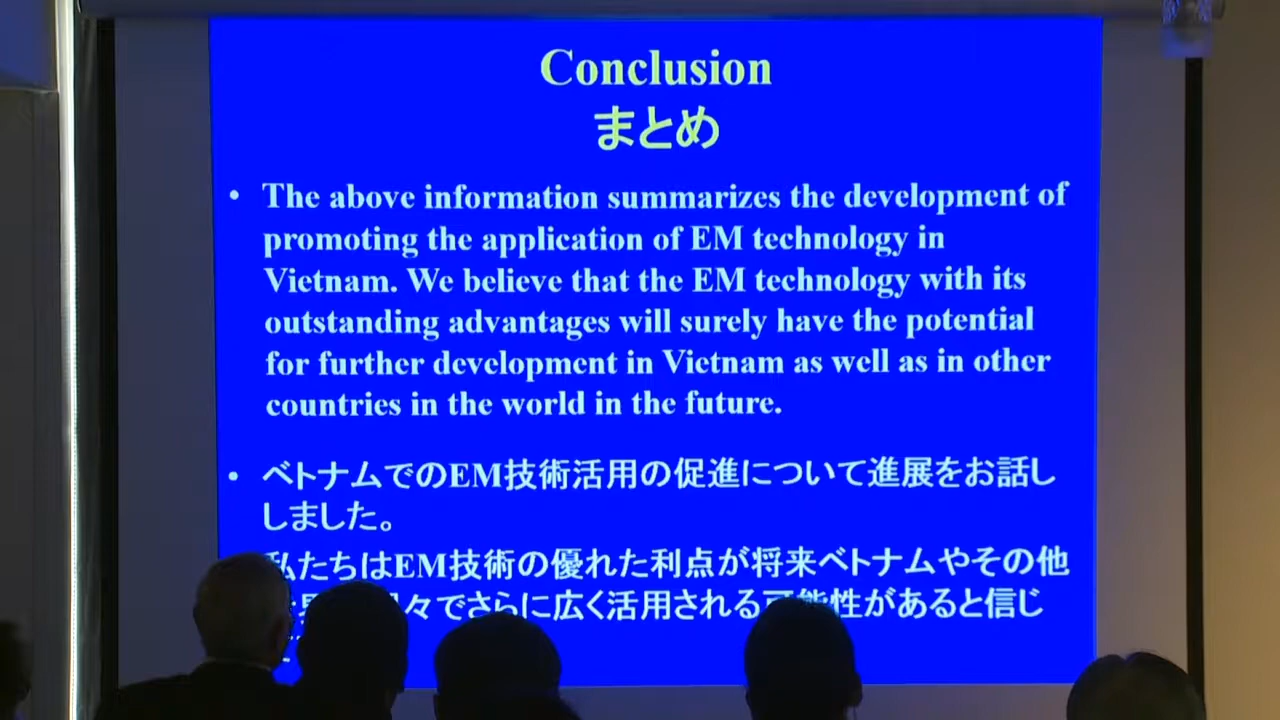 Conclusion
まとめ
• The above information summarizes the development of
promoting the application of EM technology in
Vietnam. We believe that the EM technology with its
outstanding advantages will surely have the potential
for further development in Vietnam as well as in other
countries in the world in the future.
• ベトナムでのEM技術活用の促進について進展をお話し
しました。
私たちはEM技術の優れた利点が将来ベトナムやその他
々でさらに広く活用される可能性があると信じ